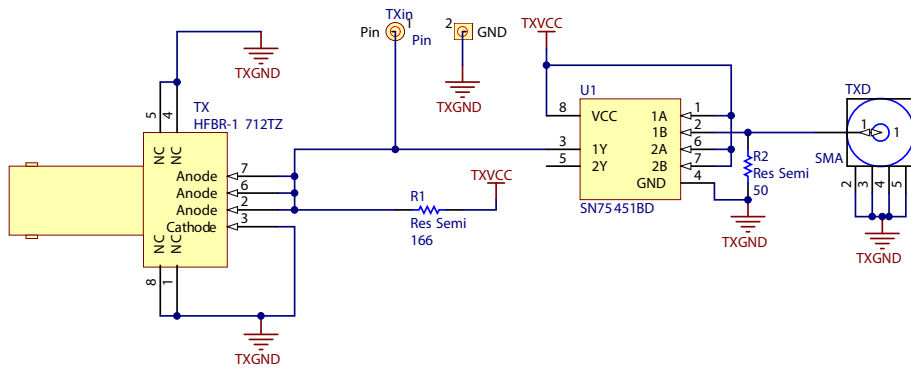 TXin
Pin 1
Pin
2 GND
TXGND
TXGND
TXVCC
TX
HFBR-1 712TZ
5
4
NC
NC
Anode 7
Anode 6
Anode 2
Cathode 3
NC
NC
8
1
TXGND
R1
Res Semi
166
TXVCC
U1
8 VCC
3 1Y
5 2Y
1A 1
1B 2
2A 6
2B 7
GND 4
SN75451BD
R2
Res Semi
50
TXGND
TXD
1
1
SMA
2
3
4
5
TXGND